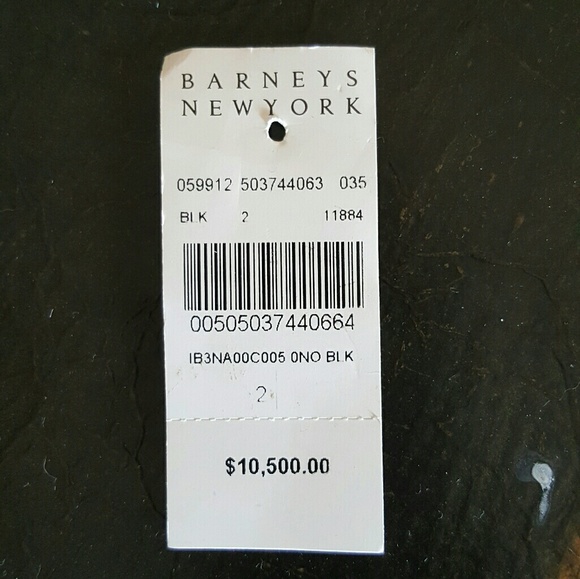 BARNEYS
NEWYORK
059912 503744063 035
BLK 2 11884
00505037440664
IB3NA00C005 0NO BLK
2
$10,500.00